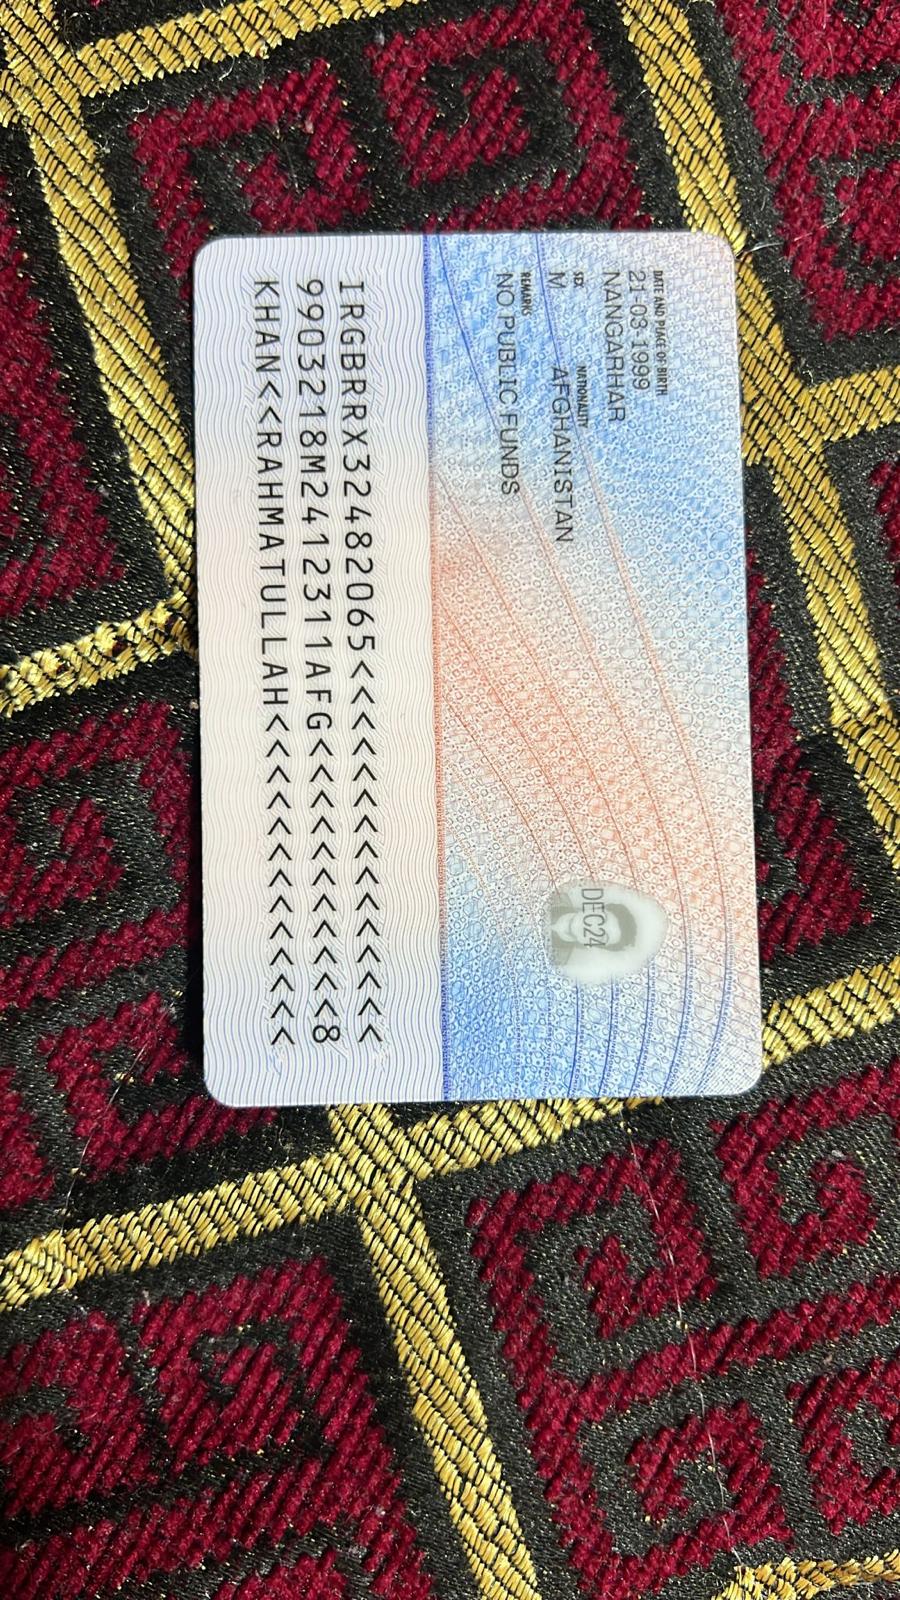 DATE AND PLACE OF BIRTH
21-03-1999
NANGARHAR
SEX NATIONALITY
M AFGHANISTAN
REMARKS
NO PUBLIC FUNDS
DEC24
IRGBRRX32482065<<<<<<<<<<<<<<<
9903218M2412311AFG<<<<<<<<<<<8
KHAN<<RAHMATULLAH<<<<<<<<<<<<<